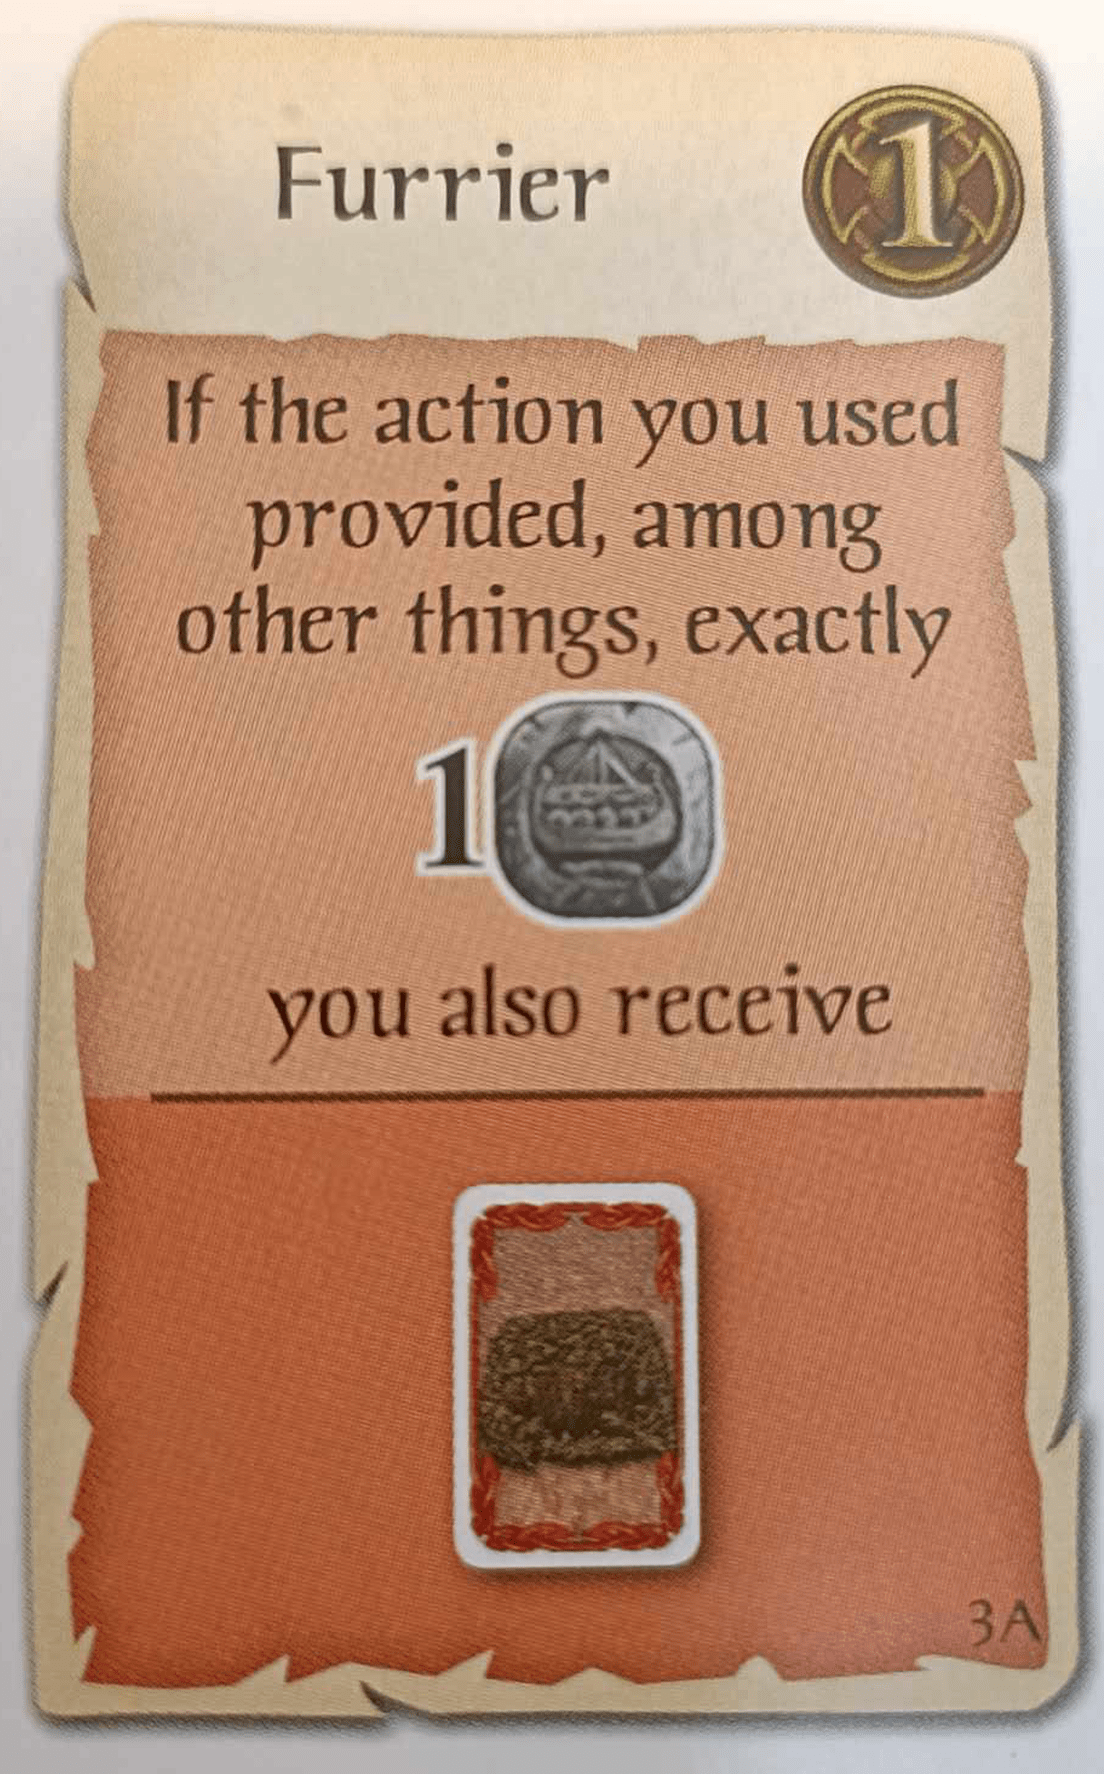 Furrier
1
If the action you used
provided, among
other things, exactly
1
you also receive
3A